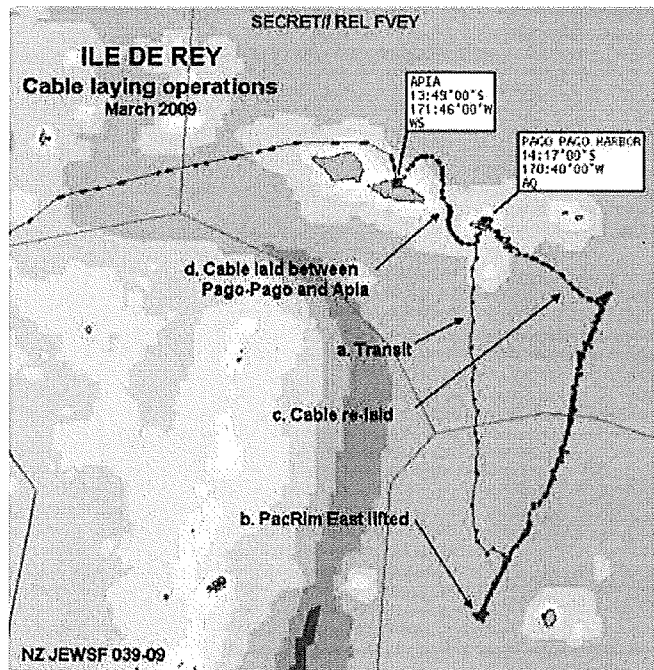 SECRET// REL FVEY
ILE DE REY
Cable laying operations
March 2009
APIA
13:49'00"S
171:46'00"W
WS
PAGO PAGO HARBOR
14:17'00"S
170:40'00"W
AQ
d. Cable laid between
Pago-Pago and Apia
a. Transit
c. Cable re-laid
b. PacRim East lifted
NZ JEWSF 039-09